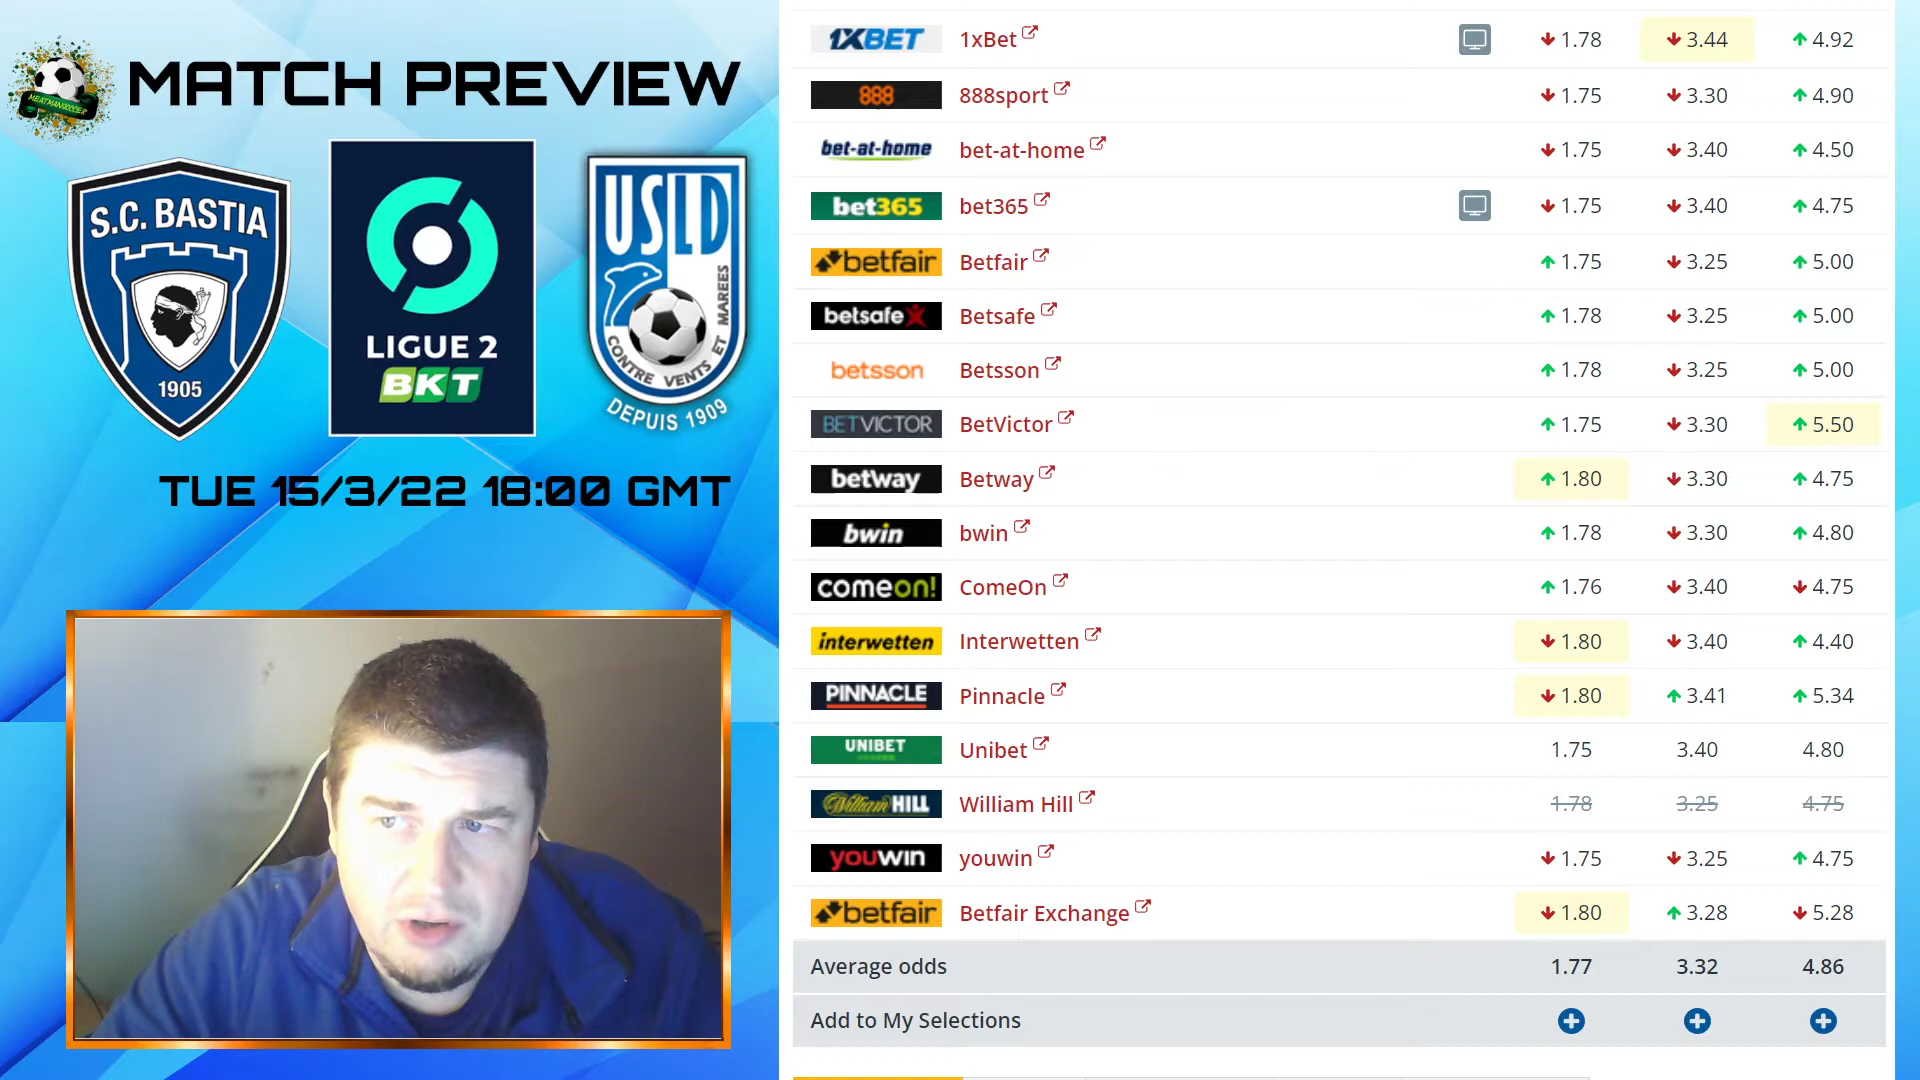 MEATMANSOCCER
MATCH PREVIEW
S.C. BASTIA
1905
LIGUE 2
BKT
USLD
CONTRE VENTS ET MAREES
DEPUIS 1909
TUE 15/3/22 18:00 GMT
1XBET 1xBet 1.78 3.44 4.92
888 888sport 1.75 3.30 4.90
bet-at-home bet-at-home 1.75 3.40 4.50
bet365 bet365 1.75 3.40 4.75
betfair Betfair 1.75 3.25 5.00
betsafe Betsafe 1.78 3.25 5.00
betsson Betsson 1.78 3.25 5.00
BETVICTOR BetVictor 1.75 3.30 5.50
betway Betway 1.80 3.30 4.75
bwin bwin 1.78 3.30 4.80
comeon! ComeOn 1.76 3.40 4.75
interwetten Interwetten 1.80 3.40 4.40
PINNACLE Pinnacle 1.80 3.41 5.34
UNIBET Unibet 1.75 3.40 4.80
William HILL William Hill 1.78 3.25 4.75
youwin youwin 1.75 3.25 4.75
betfair Betfair Exchange 1.80 3.28 5.28
Average odds 1.77 3.32 4.86
Add to My Selections